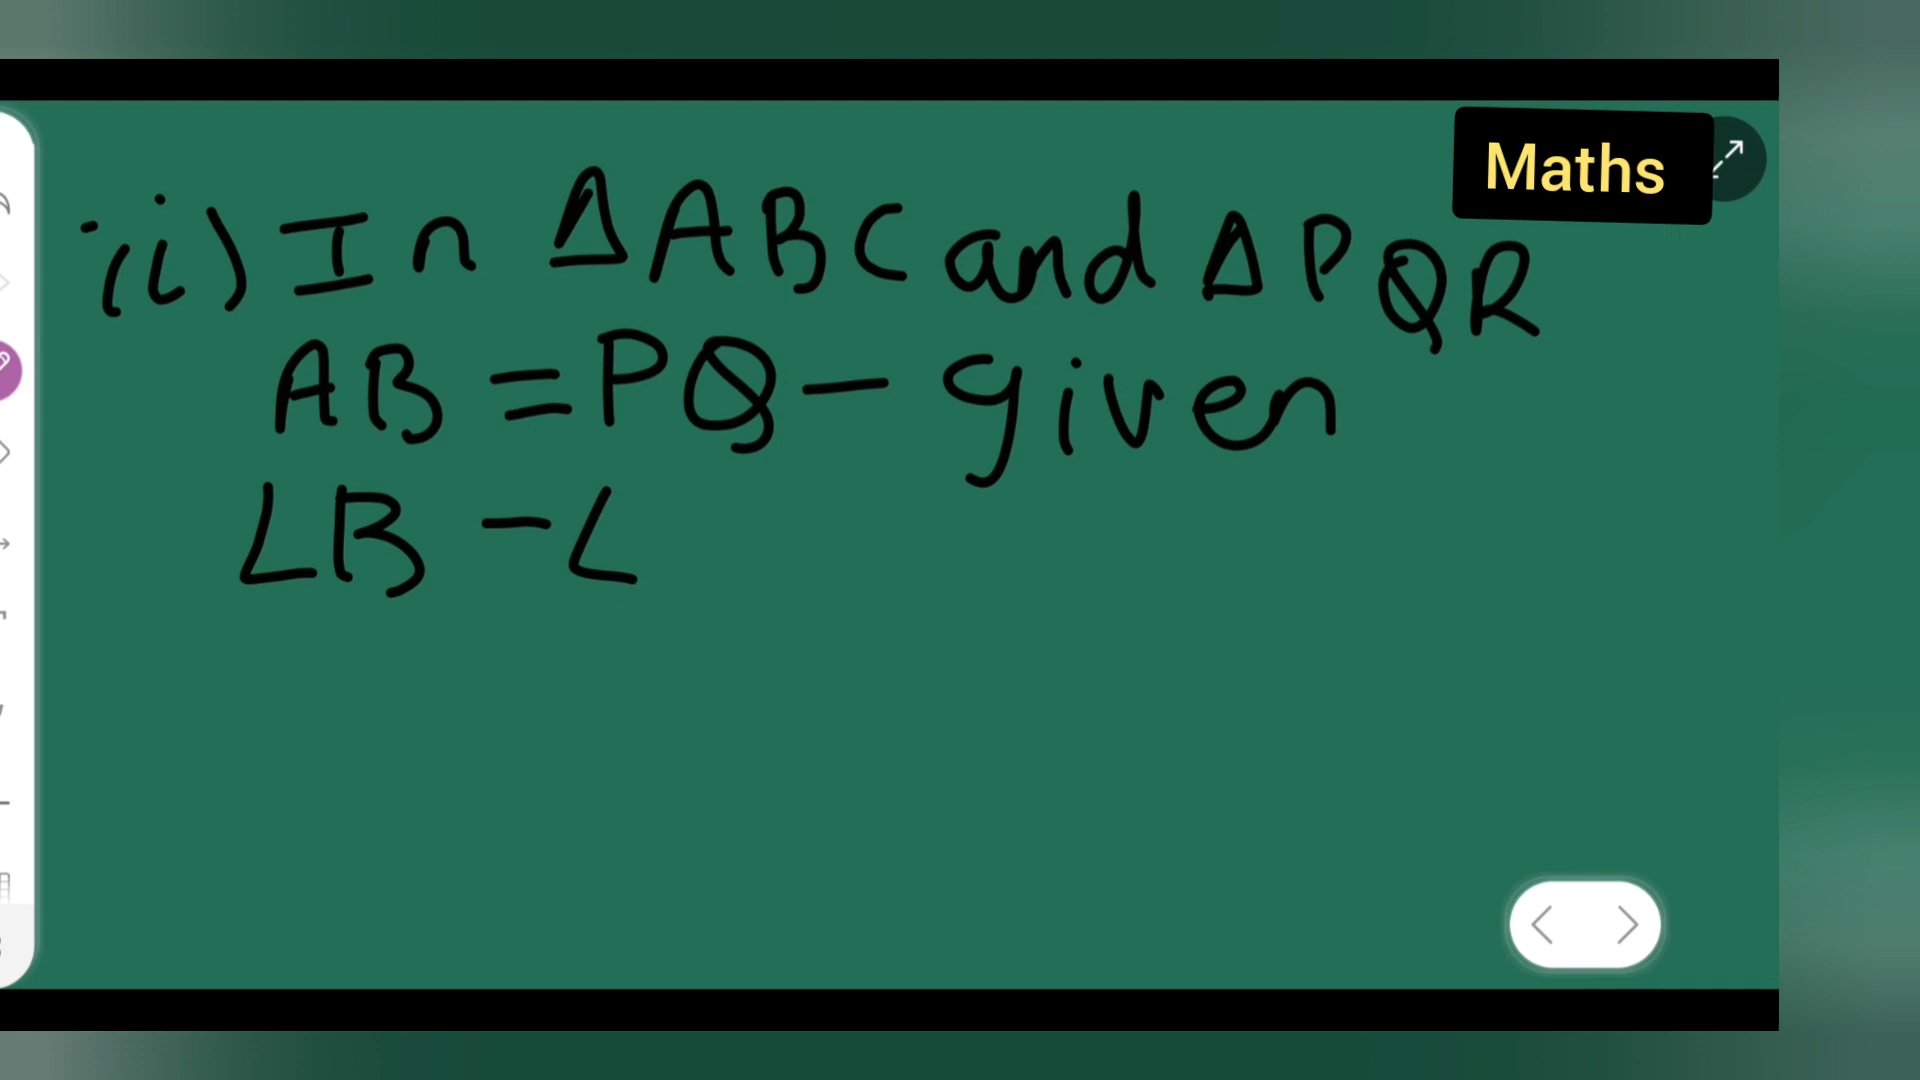 Maths
ii) In ΔABC and ΔPQR
AB = PQ - given
∠B - ∠